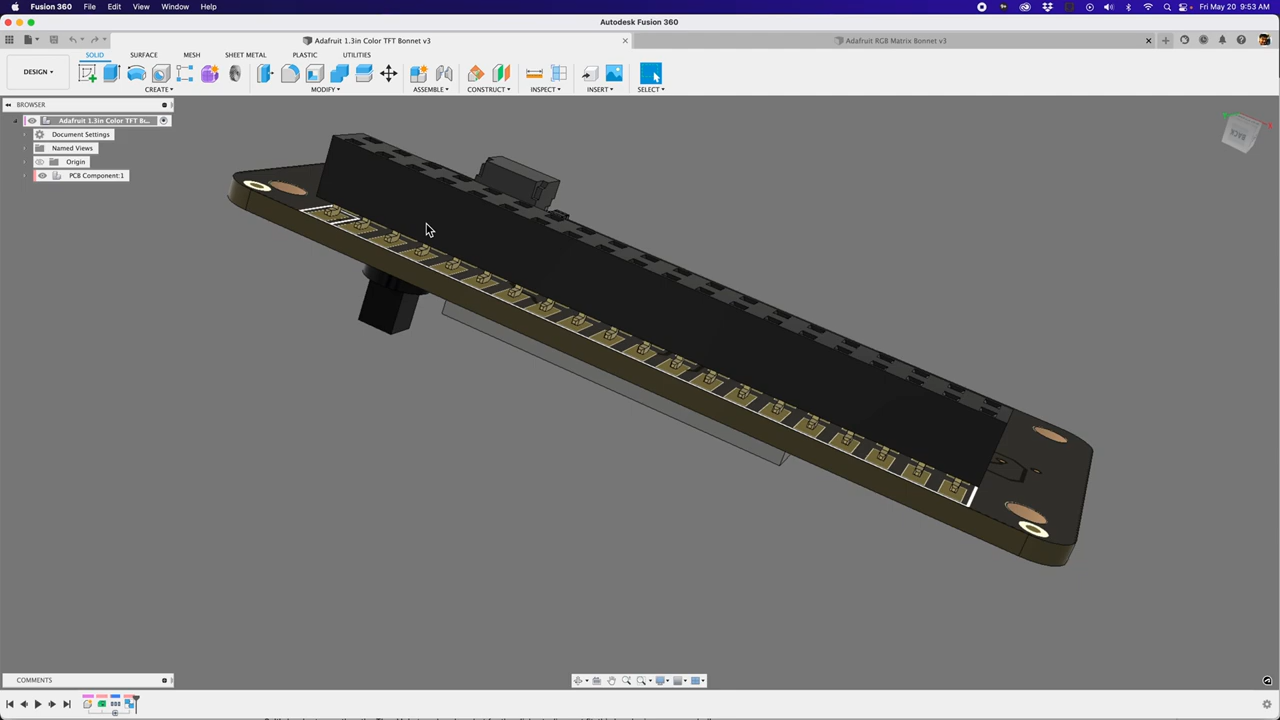 Fusion 360 File Edit View Window Help Fri May 20 9:53 AM
Autodesk Fusion 360
Adafruit 1.3in Color TFT Bonnet v3 Adafruit RGB Matrix Bonnet v3
SOLID SURFACE MESH SHEET METAL PLASTIC UTILITIES
DESIGN
CREATE MODIFY ASSEMBLE CONSTRUCT INSPECT INSERT SELECT
BROWSER
Adafruit 1.3in Color TFT B...
Document Settings
Named Views
Origin
PCB Component:1
BACK
COMMENTS